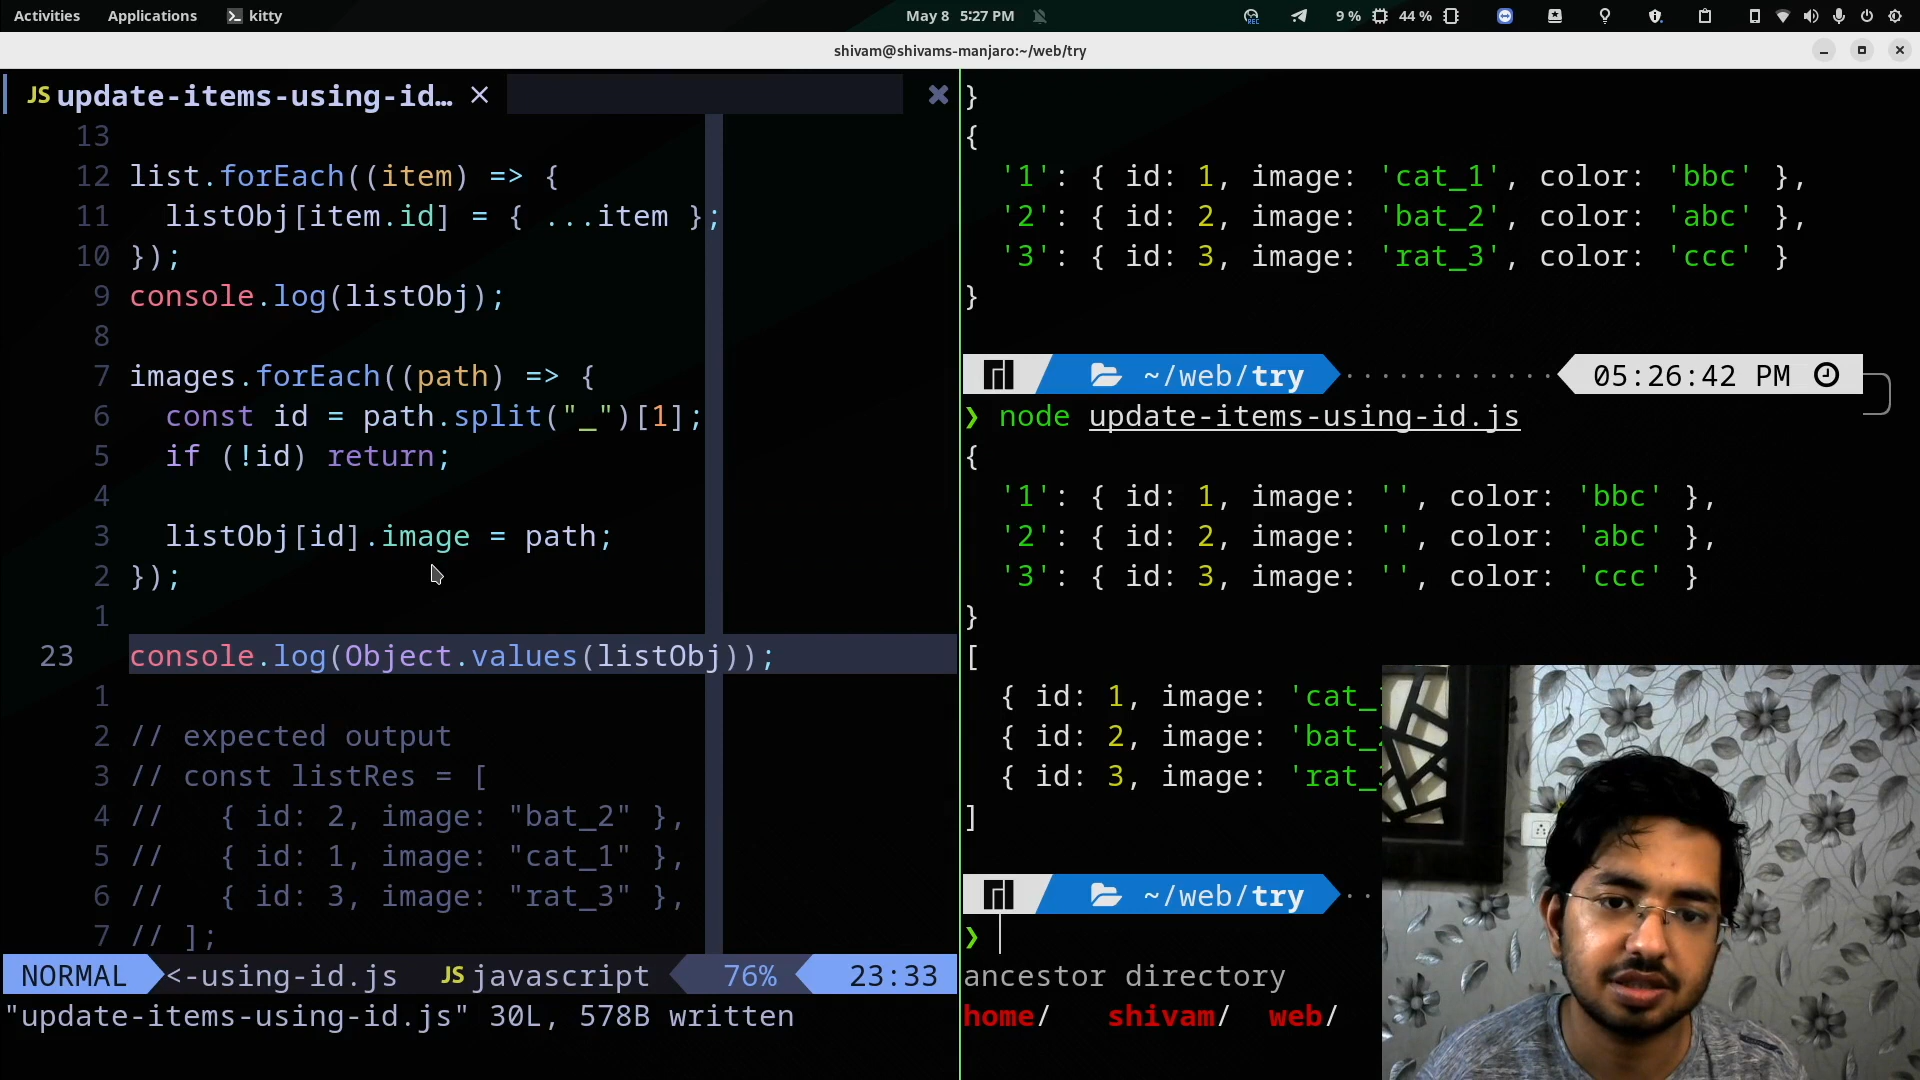 Activities Applications kitty May 8 5:27 PM 9 % 44 %
shivam@shivams-manjaro:~/web/try
JS update-items-using-id…
13
12 list.forEach((item) => {
11 listObj[item.id] = { ...item };
10 });
9 console.log(listObj);
8
7 images.forEach((path) => {
6 const id = path.split("_")[1];
5 if (!id) return;
4
3 listObj[id].image = path;
2 });
1
23 console.log(Object.values(listObj));
1
2 // expected output
3 // const listRes = [
4 // { id: 2, image: "bat_2" },
5 // { id: 1, image: "cat_1" },
6 // { id: 3, image: "rat_3" },
7 // ];
NORMAL <-using-id.js JS javascript 76% 23:33
"update-items-using-id.js" 30L, 578B written
}
{
'1': { id: 1, image: 'cat_1', color: 'bbc' },
'2': { id: 2, image: 'bat_2', color: 'abc' },
'3': { id: 3, image: 'rat_3', color: 'ccc' }
}
~/web/try 05:26:42 PM
❯ node update-items-using-id.js
{
'1': { id: 1, image: '', color: 'bbc' },
'2': { id: 2, image: '', color: 'abc' },
'3': { id: 3, image: '', color: 'ccc' }
}
[
{ id: 1, image: 'cat_
{ id: 2, image: 'bat_
{ id: 3, image: 'rat_
]
~/web/try
❯
ancestor directory
home/ shivam/ web/